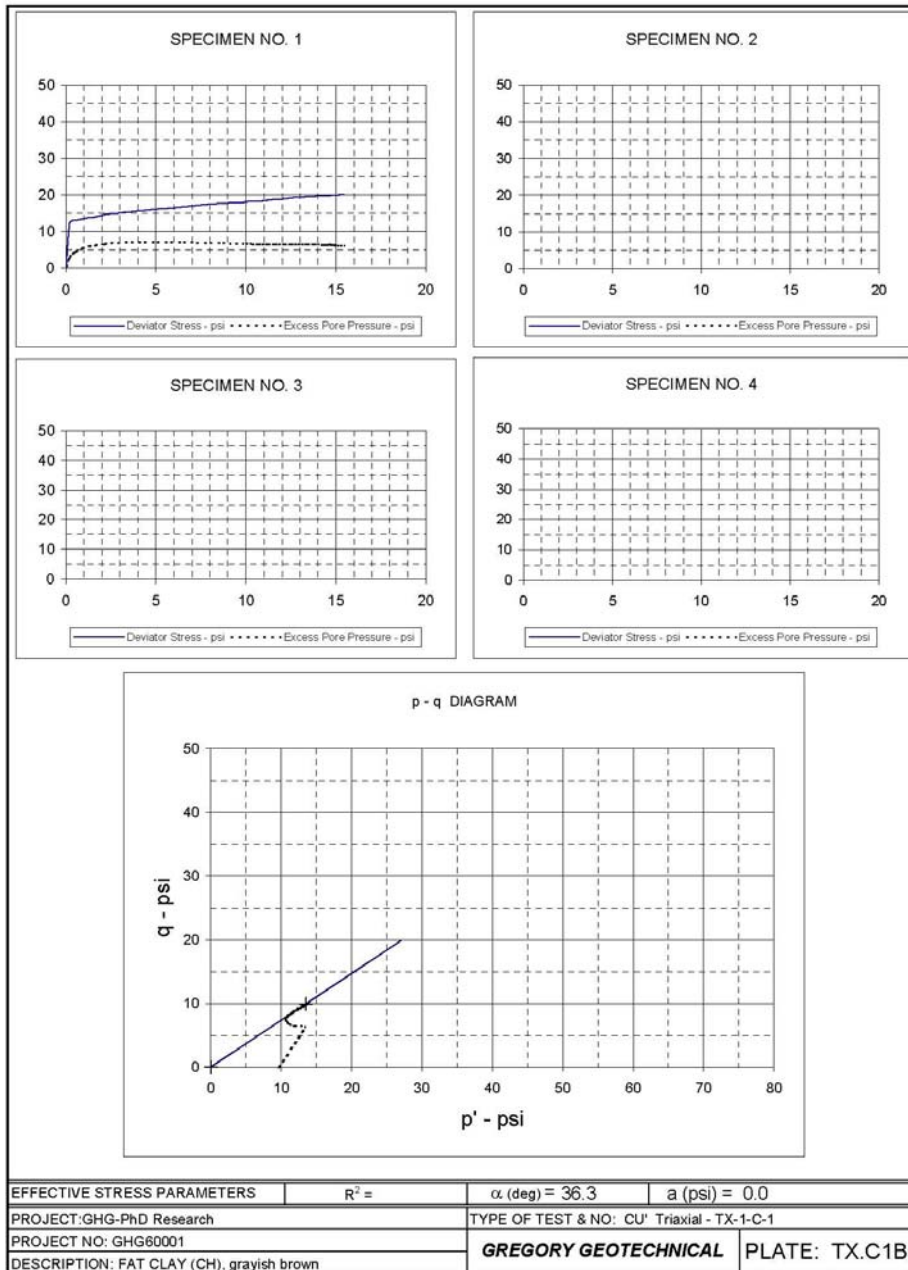 SPECIMEN NO. 1
50
40
30
20
10
0
0 5 10 15 20
Deviator Stress - psi Excess Pore Pressure - psi
SPECIMEN NO. 2
50
40
30
20
10
0
0 5 10 15 20
Deviator Stress - psi Excess Pore Pressure - psi
SPECIMEN NO. 3
50
40
30
20
10
0
0 5 10 15 20
Deviator Stress - psi Excess Pore Pressure - psi
SPECIMEN NO. 4
50
40
30
20
10
0
0 5 10 15 20
Deviator Stress - psi Excess Pore Pressure - psi
p - q DIAGRAM
q - psi
50
40
30
20
10
0
0 10 20 30 40 50 60 70 80
p' - psi
EFFECTIVE STRESS PARAMETERS R² = α (deg) = 36.3 a (psi) = 0.0
PROJECT:GHG-PhD Research TYPE OF TEST & NO: CU' Triaxial - TX-1-C-1
PROJECT NO: GHG60001
GREGORY GEOTECHNICAL PLATE: TX.C1B
DESCRIPTION: FAT CLAY (CH), grayish brown